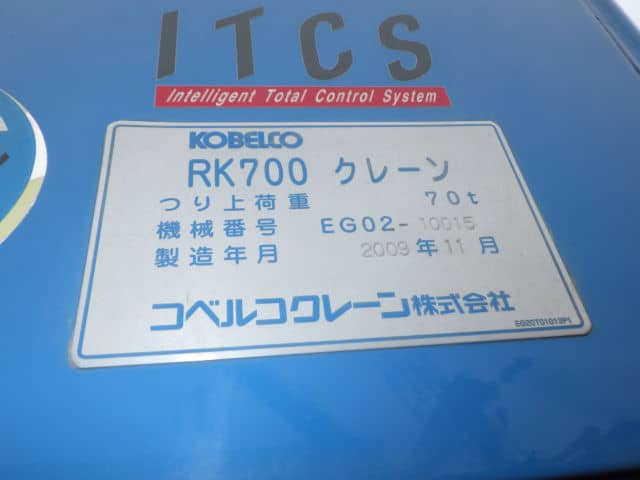 ITCS
Intelligent Total Control System
KOBELCO
RK700 クレーン
つり上荷重 70t
機械番号 EG02-10015
製造年月 2009年11月
コベルコクレーン株式会社
EG20T01013P1